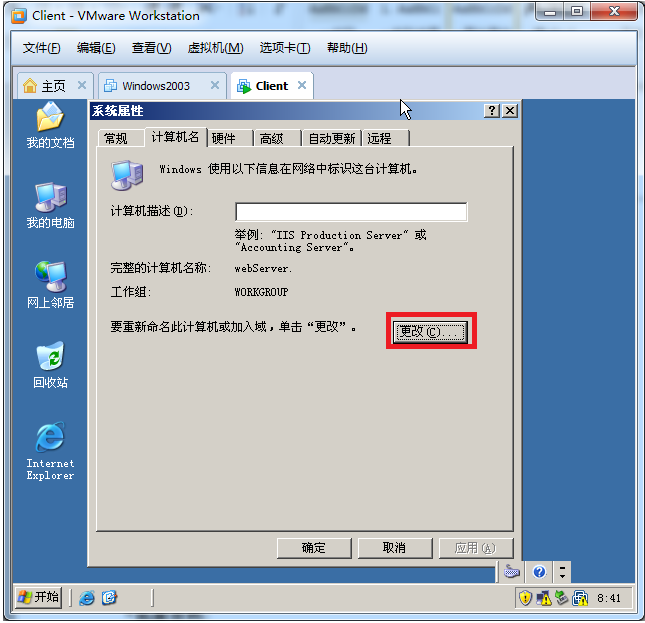 Client - VMware Workstation
文件(F) 编辑(E) 查看(V) 虚拟机(M) 选项卡(T) 帮助(H)
主页 Windows2003 Client
我的文档
我的电脑
网上邻居
回收站
Internet
Explorer
系统属性
常规 计算机名 硬件 高级 自动更新 远程
Windows 使用以下信息在网络中标识这台计算机。
计算机描述(D):
举例: "IIS Production Server" 或
"Accounting Server"。
完整的计算机名称: webServer.
工作组: WORKGROUP
要重新命名此计算机或加入域，单击“更改”。 更改(C)...
确定 取消 应用(A)
开始 8:41